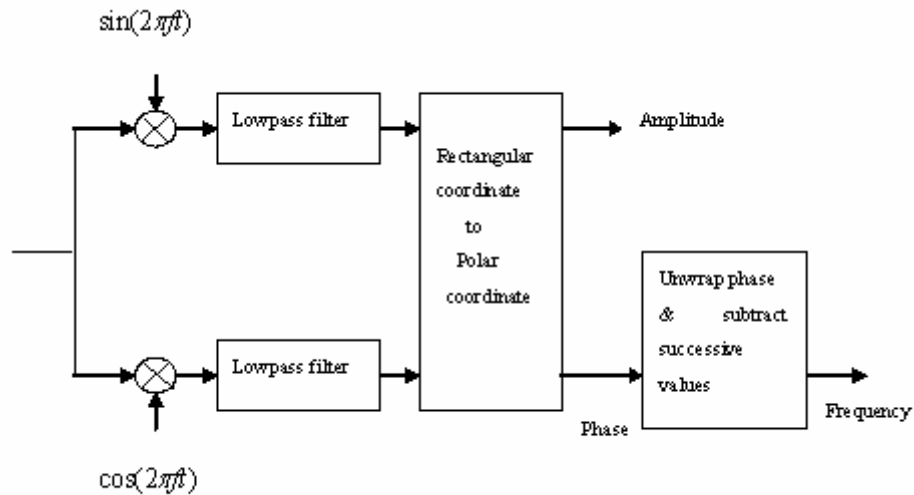 sin(2πft)
Lowpass filter
Amplitude
Rectangular
coordinate
to
Polar
coordinate
Unwrap phase
& subtract
successive
values
Lowpass filter
Phase
Frequency
cos(2πft)